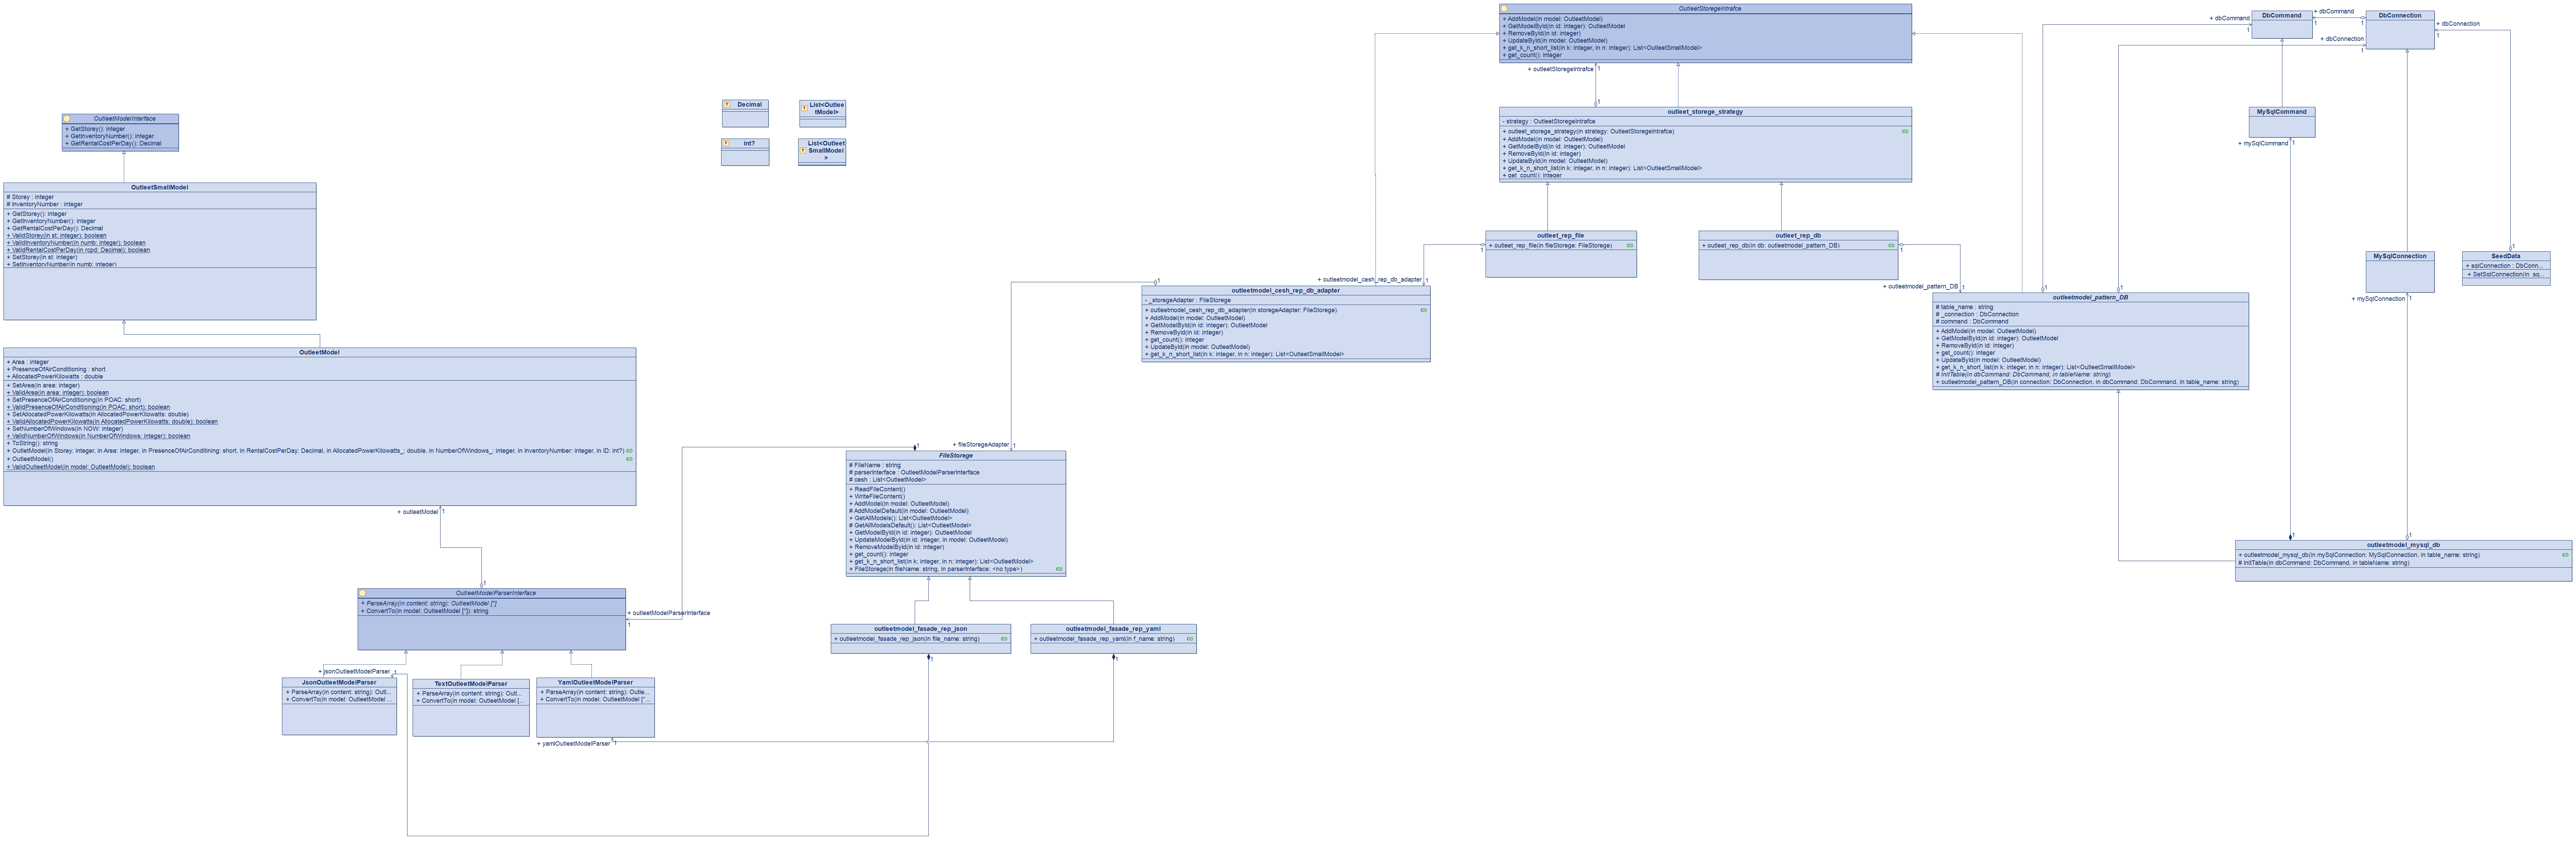 OutleetModelInterface
+ GetStorey(): integer
+ GetInventoryNumber(): integer
+ GetRentalCostPerDay(): Decimal
OutleetSmallModel
# Storey : integer
# InventoryNumber : integer
+ GetStorey(): integer
+ GetInventoryNumber(): integer
+ GetRentalCostPerDay(): Decimal
+ ValidStorey(in st: integer): boolean
+ ValidInventoryNumber(in numb: integer): boolean
+ ValidRentalCostPerDay(in rcpd: Decimal): boolean
+ SetStorey(in st: integer)
+ SetInventoryNumber(in numb: integer)
OutleetModel
+ Area : integer
+ PresenceOfAirConditioning : short
+ AllocatedPowerKilowatts : double
+ SetArea(in area: integer)
+ ValidArea(in area: integer): boolean
+ SetPresenceOfAirConditioning(in POAC: short)
+ ValidPresenceOfAirConditioning(in POAC: short): boolean
+ SetAllocatedPowerKilowatts(in AllocatedPowerKilowatts: double)
+ ValidAllocatedPowerKilowatts(in AllocatedPowerKilowatts: double): boolean
+ SetNumberOfWindows(in NOW: integer)
+ ValidNumberOfWindows(in NumberOfWindows: integer): boolean
+ ToString(): string
+ OutletModel(in Storey: integer, in Area: integer, in PresenceOfAirConditining: short, in RentalCostPerDay: Decimal, in AllocatedPowerKilowatts_: double, in NumberOfWindows_: integer, in InventoryNumber: integer, in ID: int?)
+ OutleetModel()
+ ValidOutleetModel(in model: OutleetModel): boolean
+ outleetModel
1
1
OutleetModelParserInterface
+ ParseArray(in content: string): OutleetModel [*]
+ ConvertTo(in model: OutleetModel [*]): string
+ outleetModelParserInterface
1
+ jsonOutleetModelParser
1
JsonOutleetModelParser
+ ParseArray(in content: string): Outl...
+ ConvertTo(in model: OutleetModel ...
TextOutleetModelParser
+ ParseArray(in content: string): Outl...
+ ConvertTo(in model: OutleetModel [...
YamlOutleetModelParser
+ ParseArray(in content: string): Outle...
+ ConvertTo(in model: OutleetModel [*...
+ yamlOutleetModelParser
1
Decimal
List<Outlee
tModel>
int?
List<Outleet
SmallModel
>
+ fileStoregeAdapter
1
1
FileStorege
# FileName : string
# parserInterface : OutleetModelParserInterface
# cesh : List<OutleetModel>
+ ReadFileContent()
+ WriteFileContent()
+ AddModel(in model: OutleetModel)
# AddModelDefault(in model: OutleetModel)
+ GetAllModels(): List<OutleetModel>
# GetAllModelsDefault(): List<OutleetModel>
+ GetModelById(in id: integer): OutleetModel
+ UpdateModelById(in id: integer, in model: OutleetModel)
+ RemoveModelById(in id: integer)
+ get_count(): integer
+ get_k_n_short_list(in k: integer, in n: integer): List<OutleetModel>
+ FileStorege(in fileName: string, in parserInterface: <no type>)
outleetmodel_fasade_rep_json
+ outleetmodel_fasade_rep_json(in file_name: string)
1
outleetmodel_fasade_rep_yaml
+ outleetmodel_fasade_rep_yaml(in f_name: string)
1
OutleetStoregeIntrafce
+ AddModel(in model: OutleetModel)
+ GetModelById(in id: integer): OutleetModel
+ RemoveById(in id: integer)
+ UpdateById(in model: OutleetModel)
+ get_k_n_short_list(in k: integer, in n: integer): List<OutleetSmallModel>
+ get_count(): integer
+ outleetStoregeIntrafce
1
1
outleet_storege_strategy
- strategy : OutleetStoregeIntrafce
+ outleet_storege_strategy(in strategy: OutleetStoregeIntrafce)
+ AddModel(in model: OutleetModel)
+ GetModelById(in id: integer): OutleetModel
+ RemoveById(in id: integer)
+ UpdateById(in model: OutleetModel)
+ get_k_n_short_list(in k: integer, in n: integer): List<OutleetSmallModel>
+ get_count(): integer
outleet_rep_file
+ outleet_rep_file(in fileStorege: FileStorege)
1
outleet_rep_db
+ outleet_rep_db(in db: outleetmodel_pattern_DB)
1
+ outleetmodel_cesh_rep_db_adapter
1
1
outleetmodel_cesh_rep_db_adapter
- _storegeAdapter : FileStorege
+ outleetmodel_cesh_rep_db_adapter(in storegeAdapter: FileStorege)
+ AddModel(in model: OutleetModel)
+ GetModelById(in id: integer): OutleetModel
+ RemoveById(in id: integer)
+ get_count(): integer
+ UpdateById(in model: OutleetModel)
+ get_k_n_short_list(in k: integer, in n: integer): List<OutleetSmallModel>
+ outleetmodel_pattern_DB
1
1
1
outleetmodel_pattern_DB
# table_name : string
# _connection : DbConnection
# command : DbCommand
+ AddModel(in model: OutleetModel)
+ GetModelById(in id: integer): OutleetModel
+ RemoveById(in id: integer)
+ get_count(): integer
+ UpdateById(in model: OutleetModel)
+ get_k_n_short_list(in k: integer, in n: integer): List<OutleetSmallModel>
# InitTable(in dbCommand: DbCommand, in tableName: string)
+ outleetmodel_pattern_DB(in connection: DbConnection, in dbCommand: DbCommand, in table_name: string)
+ dbCommand
1
DbCommand
+ dbCommand
1
1
DbConnection
+ dbConnection
1
+ dbConnection
1
MySqlCommand
+ mySqlCommand
1
MySqlConnection
+ mySqlConnection
1
1
SeedData
+ sqlConnection : DbConn...
+ SetSqlConnection(in sq...
1
1
outleetmodel_mysql_db
+ outleetmodel_mysql_db(in mySqlConnection: MySqlConnection, in table_name: string)
# InitTable(in dbCommand: DbCommand, in tableName: string)